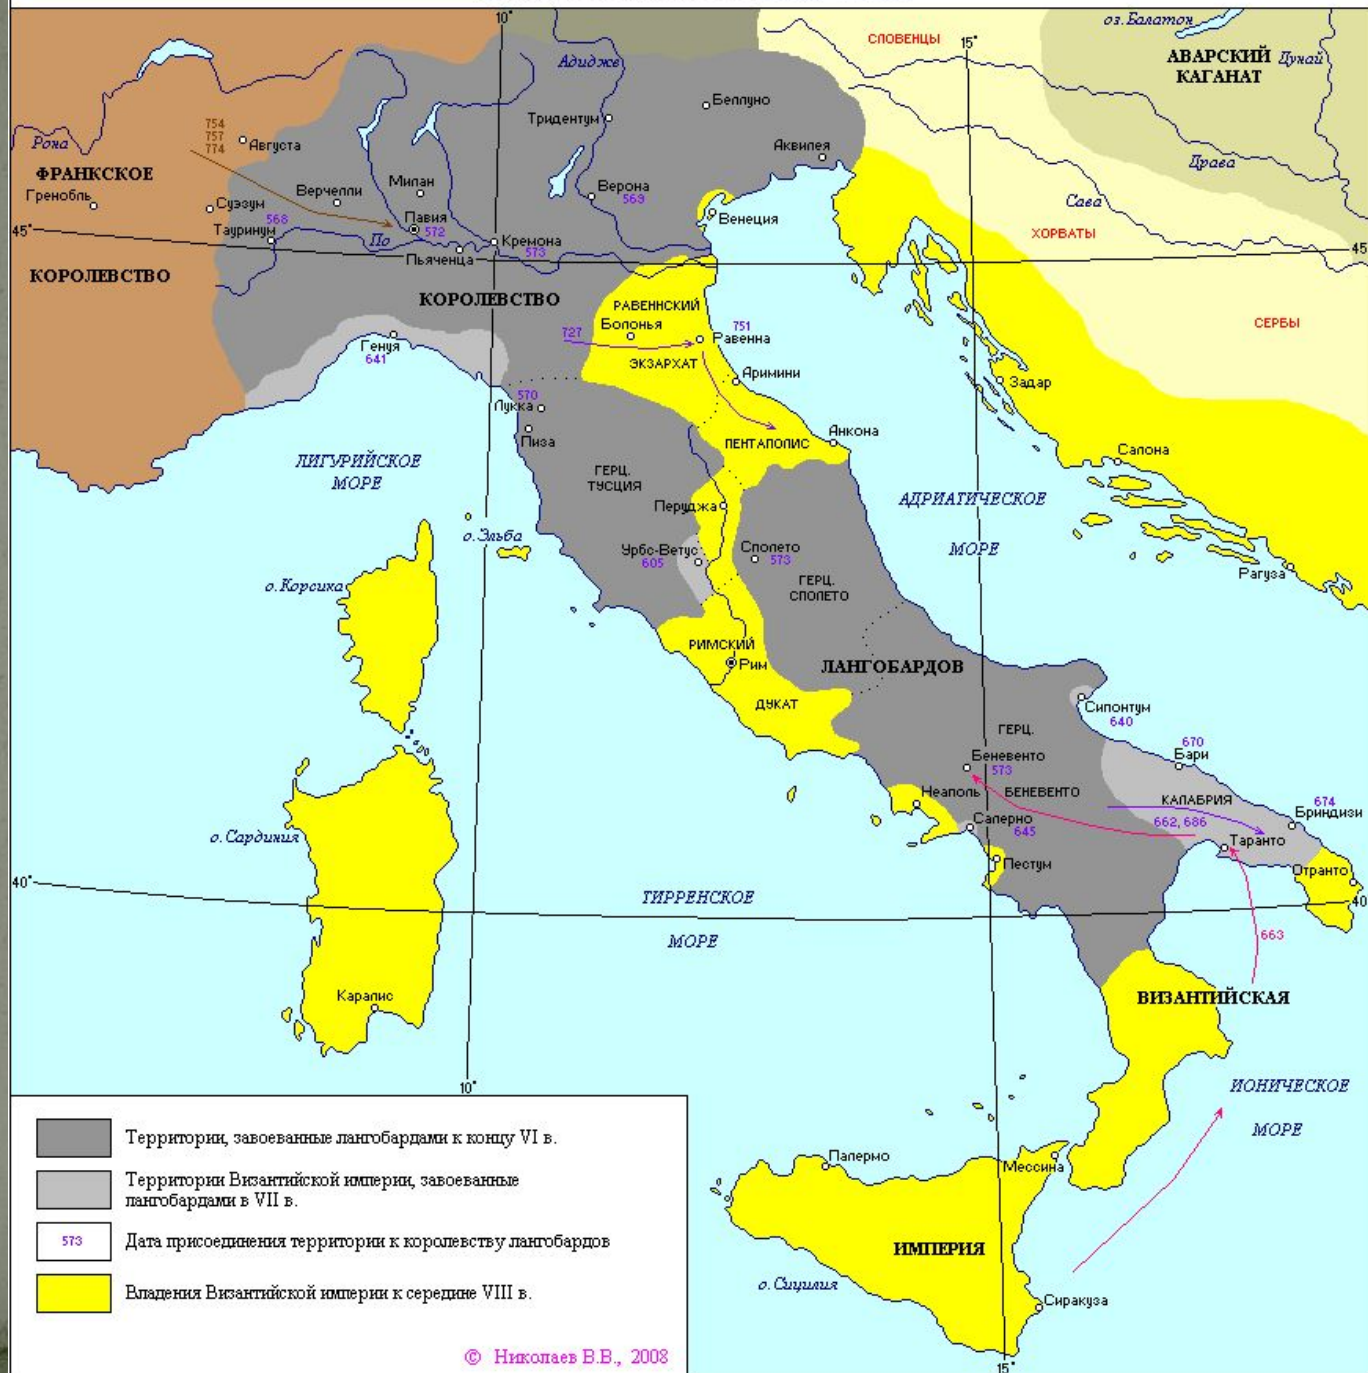 10°
15°
оз. Балатон
СЛОВЕНЦЫ
АВАРСКИЙ
КАГАНАТ
Дунай
Адидже
Беллуно
Тридентум
754
757
774
Рона
Августа
Аквилея
Драва
ФРАНКСКОЕ
Гренобль
Верчелли
Милан
Верона
569
Сава
Суэзум
568
Тауринум
Павия
572
Венеция
45°
По
Кремона
573
Пьяченца
ХОРВАТЫ
45
КОРОЛЕВСТВО
КОРОЛЕВСТВО
РАВЕННСКИЙ
Болонья
727
751
Равенна
СЕРБЫ
Генуя
641
ЭКЗАРХАТ
Аримини
Задар
570
Лукка
Пиза
ПЕНТАПОЛИС
Анкона
Салона
ЛИГУРИЙСКОЕ
МОРЕ
ГЕРЦ.
ТУСЦИЯ
АДРИАТИЧЕСКОЕ
МОРЕ
Перуджа
о. Эльба
Урбс-Ветус
605
Сполето
573
ГЕРЦ.
СПОЛЕТО
Рагуза
о. Корсика
РИМСКИЙ
Рим
ЛАНГОБАРДОВ
ДУКАТ
Сипонтум
640
ГЕРЦ.
Беневенто
573
БЕНЕВЕНТО
670
Бари
Неаполь
КАЛАБРИЯ
662, 686
674
Бриндизи
Салерно
645
Таранто
о. Сардиния
Пестум
Отранто
40°
40
ТИРРЕНСКОЕ
МОРЕ
663
Каралис
ВИЗАНТИЙСКАЯ
10°
ИОНИЧЕСКОЕ
МОРЕ
Палермо
Мессина
ИМПЕРИЯ
о. Сицилия
Сиракуза
15°
Территории, завоеванные лангобардами к концу VI в.
Территории Византийской империи, завоеванные
лангобардами в VII в.
573
Дата присоединения территории к королевству лангобардов
Владения Византийской империи к середине VIII в.
© Николаев В.В., 2008